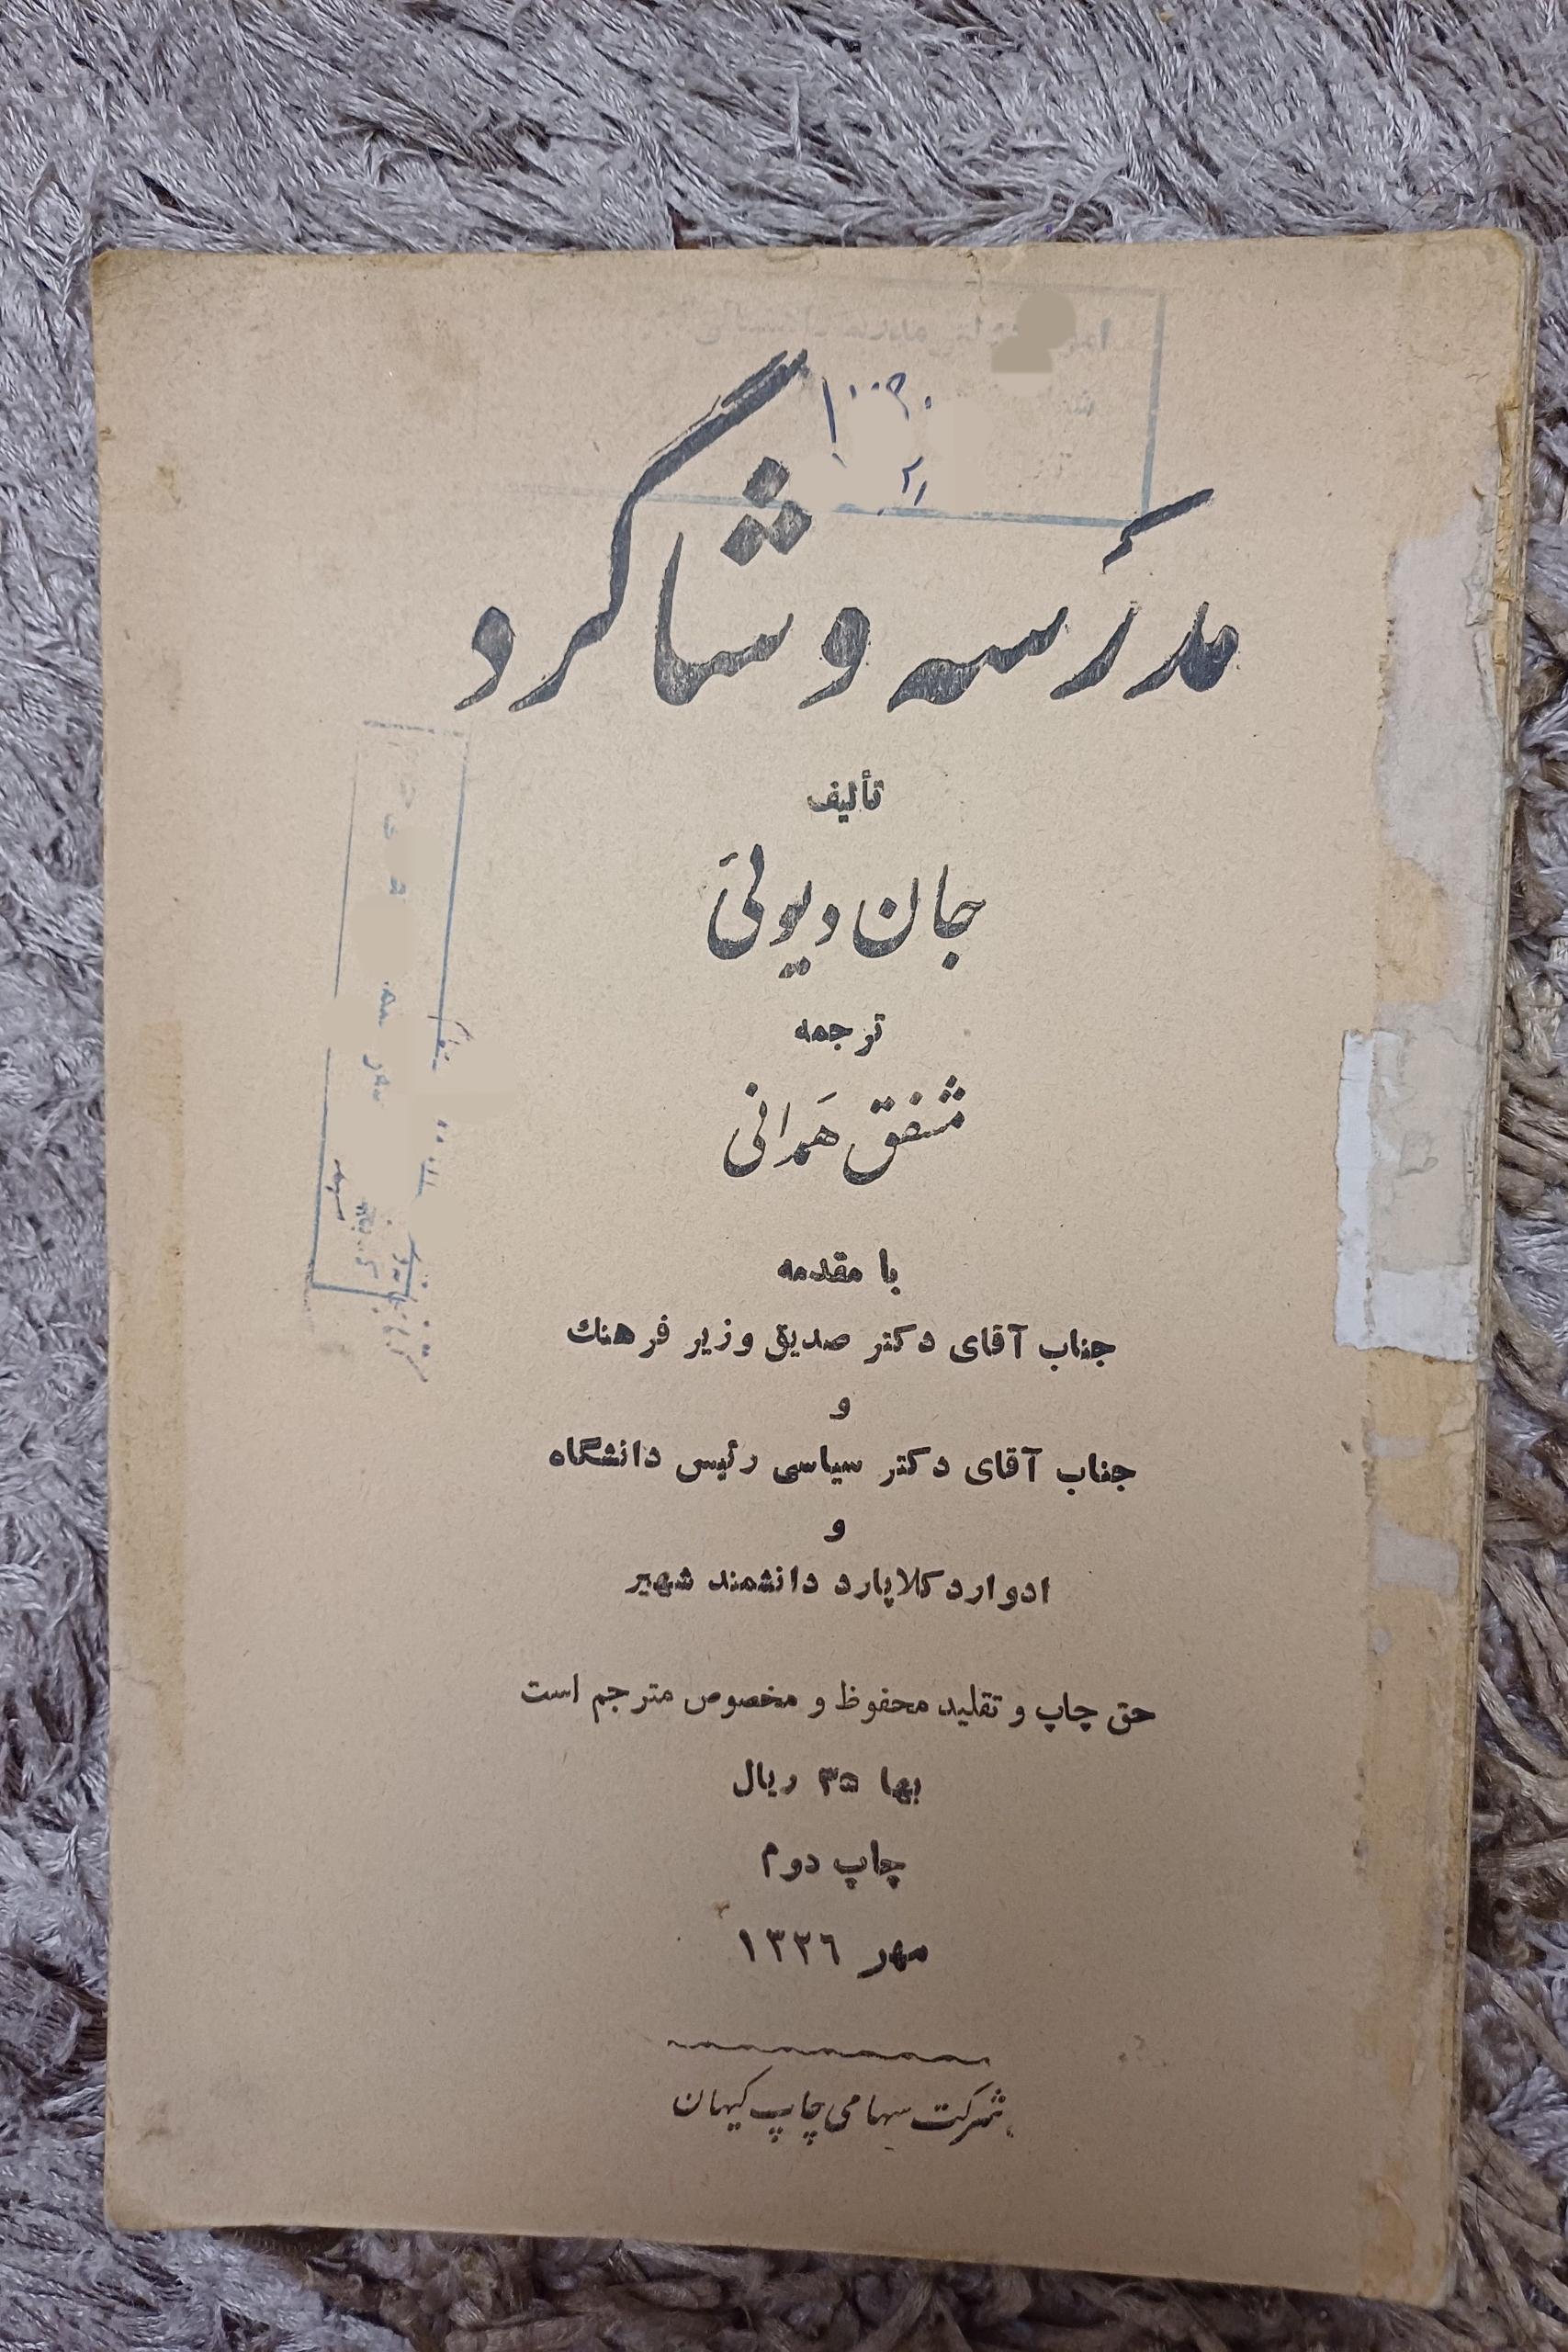 مدرسه و شاگرد
تألیف
جان دیوئی
ترجمه
مشفق همدانی
با مقدمه
جناب آقای دکتر صدیق وزیر فرهنك
و
جناب آقای دکتر سیاسی رئیس دانشگاه
و
ادوارد کلاپارد دانشمند شهیر
حق چاپ و تقلید محفوظ و مخصوص مترجم است
بها ۳۵ ریال
چاپ دوم
مهر ۱۳۲٦
شرکت سهامی چاپ کیهان